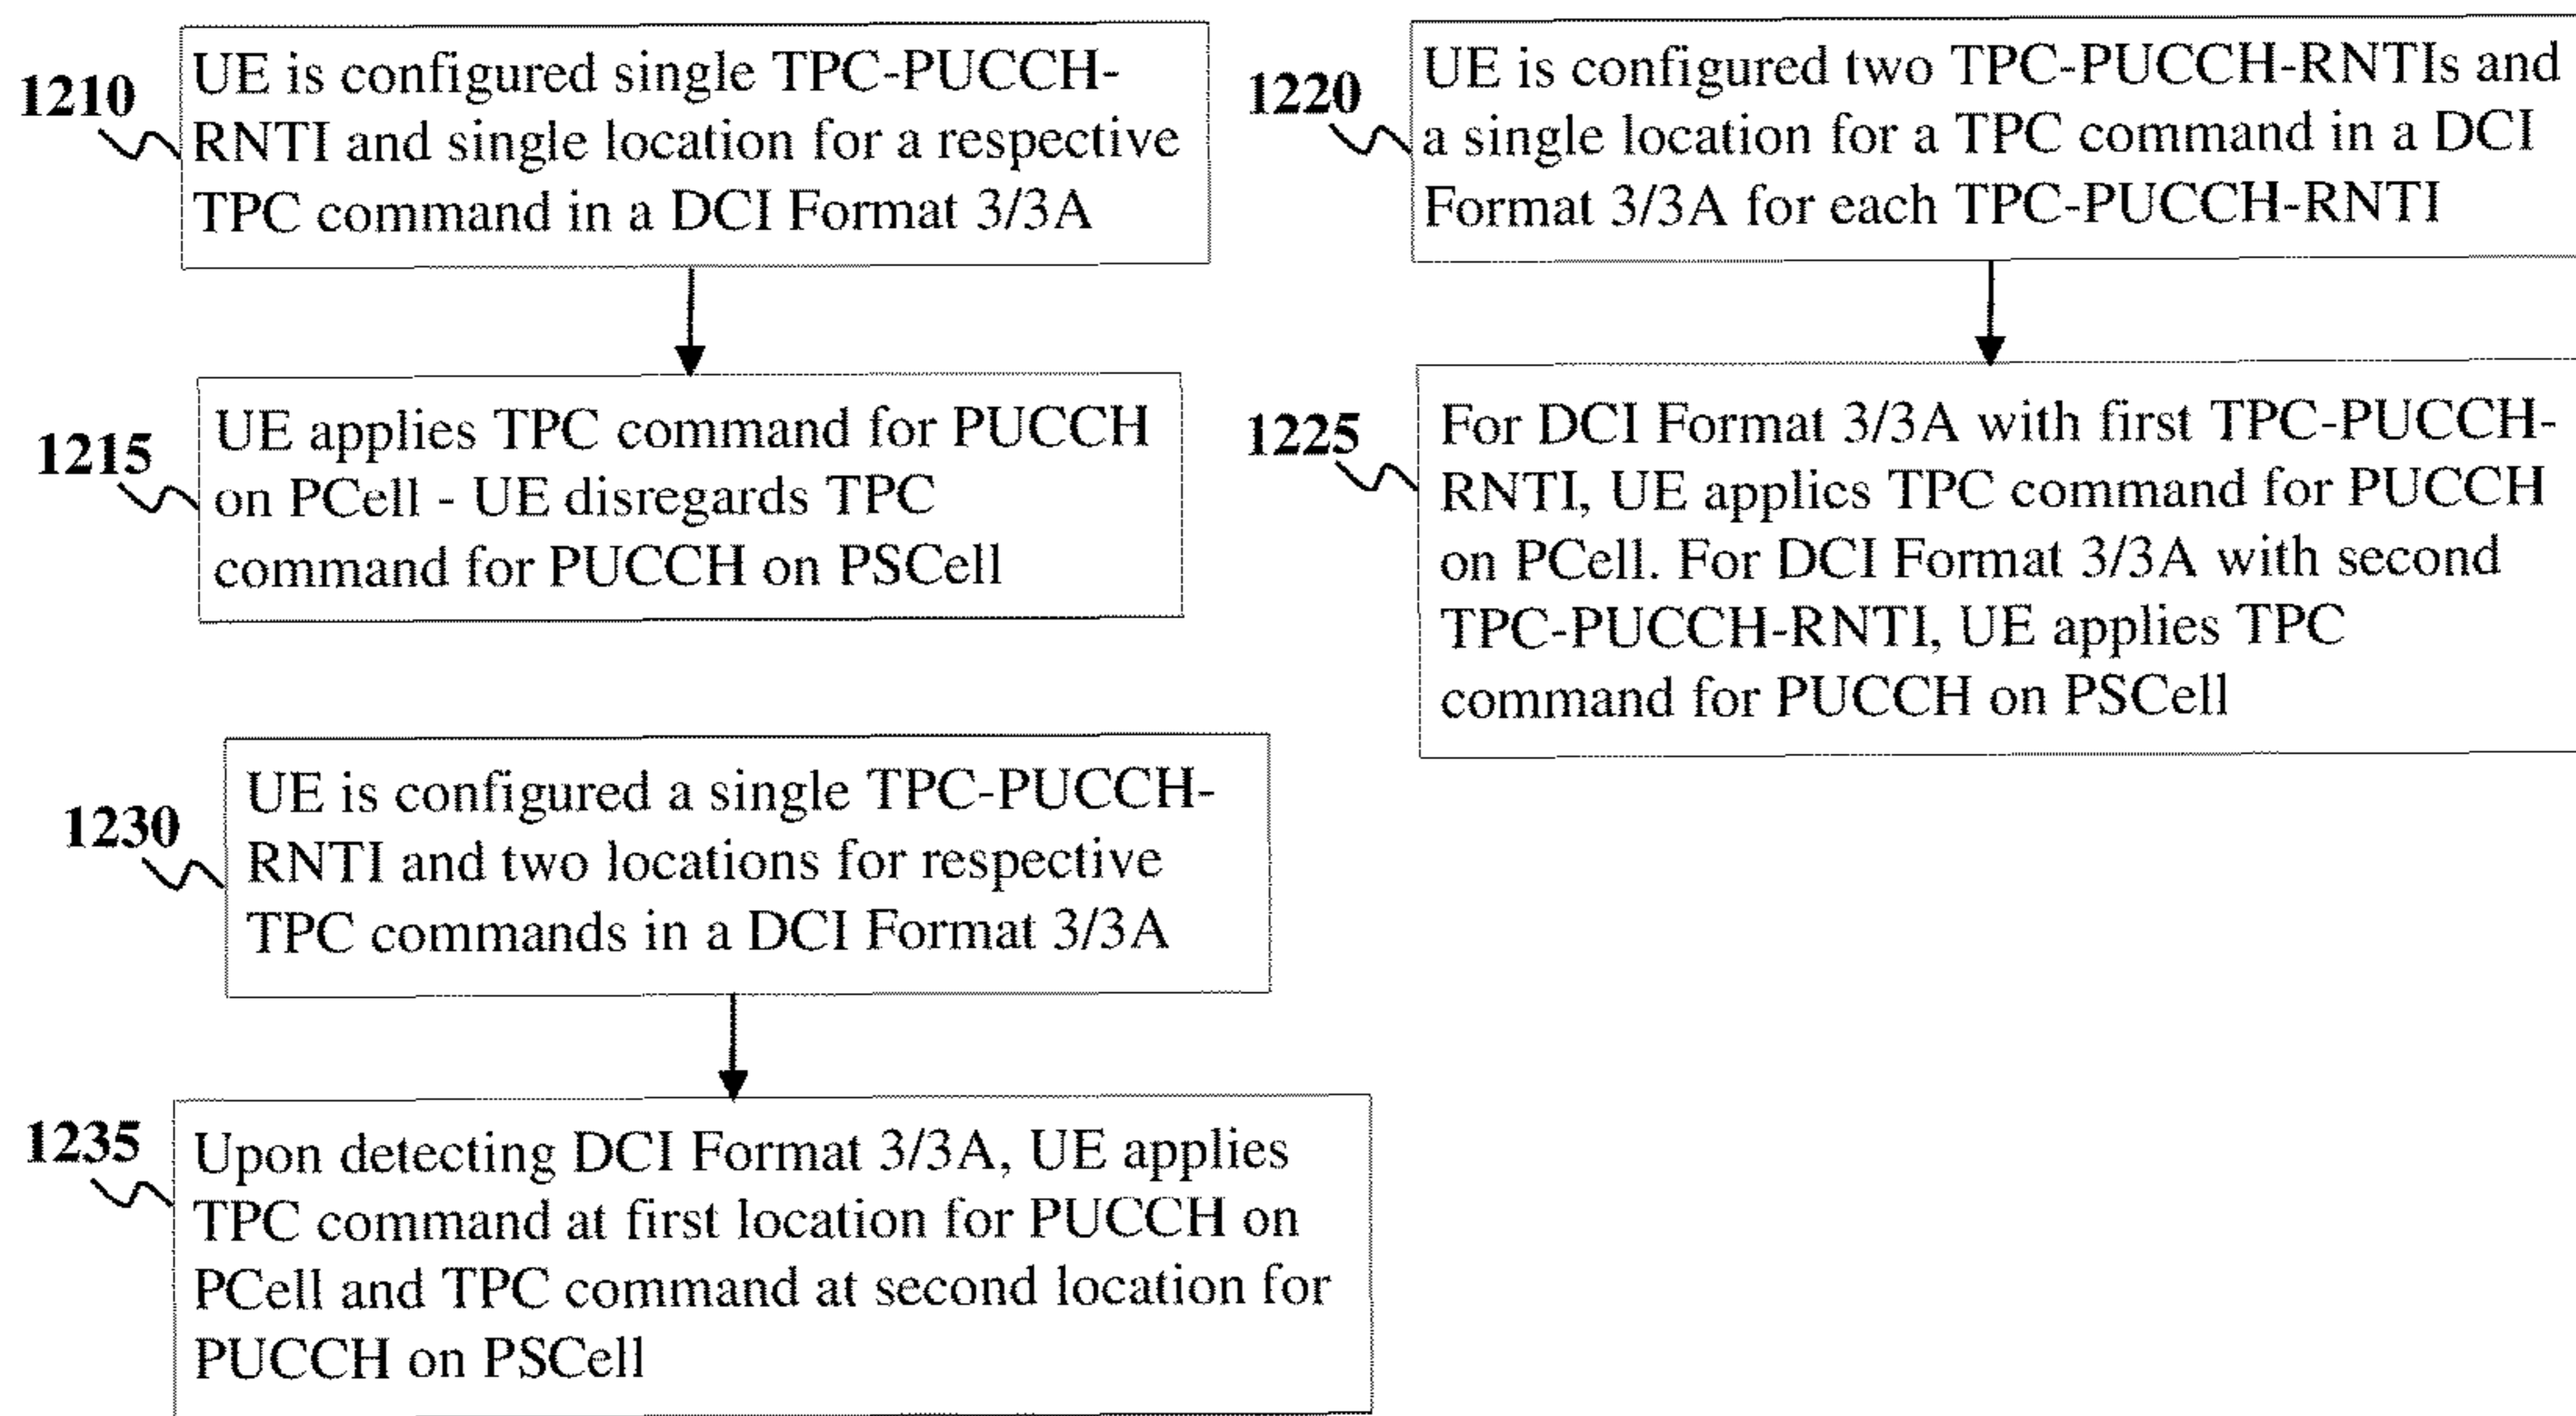 1210
UE is configured single TPC-PUCCH-
RNTI and single location for a respective
TPC command in a DCI Format 3/3A
1215
UE applies TPC command for PUCCH
on PCell - UE disregards TPC
command for PUCCH on PSCell
1220
UE is configured two TPC-PUCCH-RNTIs and
a single location for a TPC command in a DCI
Format 3/3A for each TPC-PUCCH-RNTI
1225
For DCI Format 3/3A with first TPC-PUCCH-
RNTI, UE applies TPC command for PUCCH
on PCell. For DCI Format 3/3A with second
TPC-PUCCH-RNTI, UE applies TPC
command for PUCCH on PSCell
1230
UE is configured a single TPC-PUCCH-
RNTI and two locations for respective
TPC commands in a DCI Format 3/3A
1235
Upon detecting DCI Format 3/3A, UE applies
TPC command at first location for PUCCH on
PCell and TPC command at second location for
PUCCH on PSCell